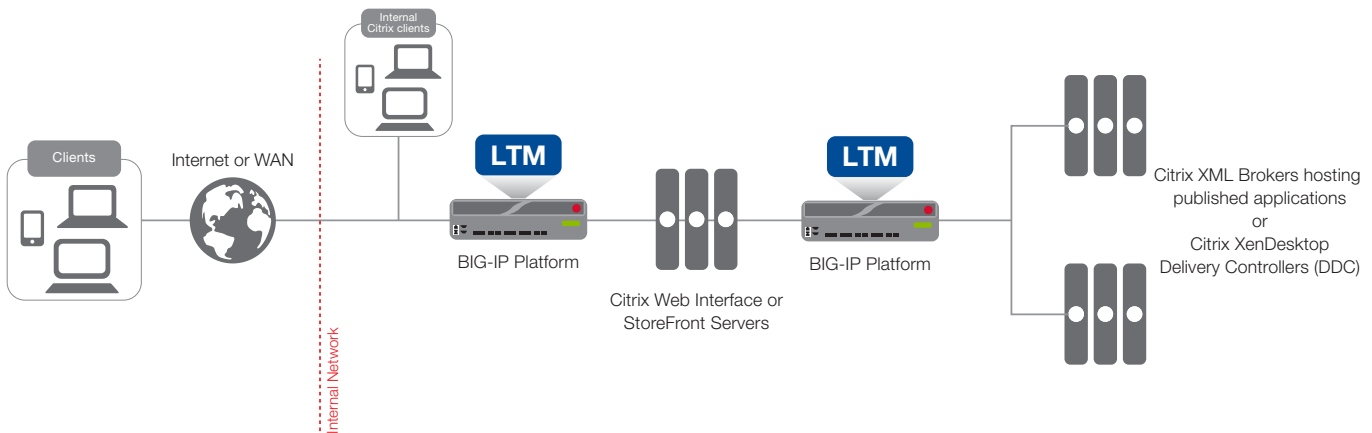 Internal
Citrix clients
Clients
Internet or WAN
LTM
BIG-IP Platform
Citrix Web Interface or
StoreFront Servers
LTM
BIG-IP Platform
Citrix XML Brokers hosting
published applications
or
Citrix XenDesktop
Delivery Controllers (DDC)
Internal Network